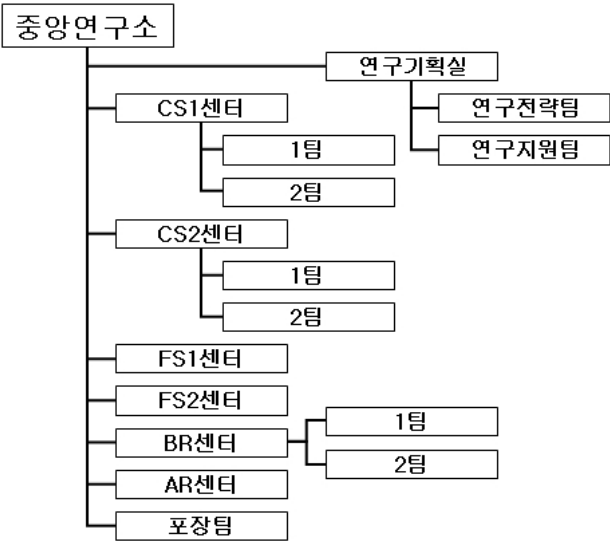 중앙연구소
연구기획실
CS1센터
연구전략팀
1팀
연구지원팀
2팀
CS2센터
1팀
2팀
FS1센터
FS2센터
1팀
BR센터
2팀
AR센터
포장팀